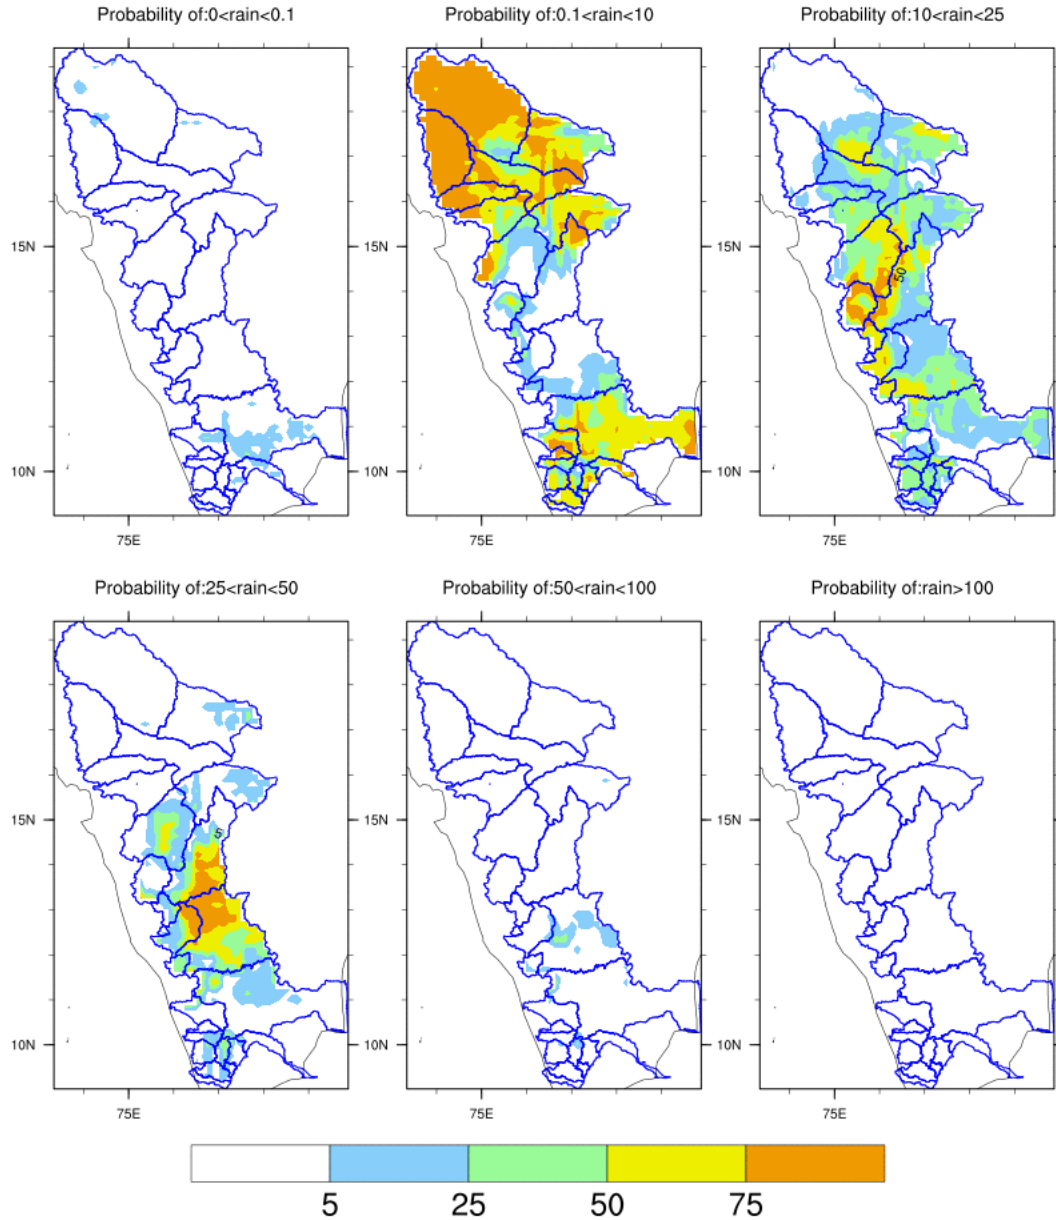 Probability of:0<rain<0.1
Probability of:0.1<rain<10
Probability of:10<rain<25
15N
15N
15N
50
10N
10N
10N
75E
75E
75E
Probability of:25<rain<50
Probability of:50<rain<100
Probability of:rain>100
15N
15N
15N
5
10N
10N
10N
75E
75E
75E
5
25
50
75